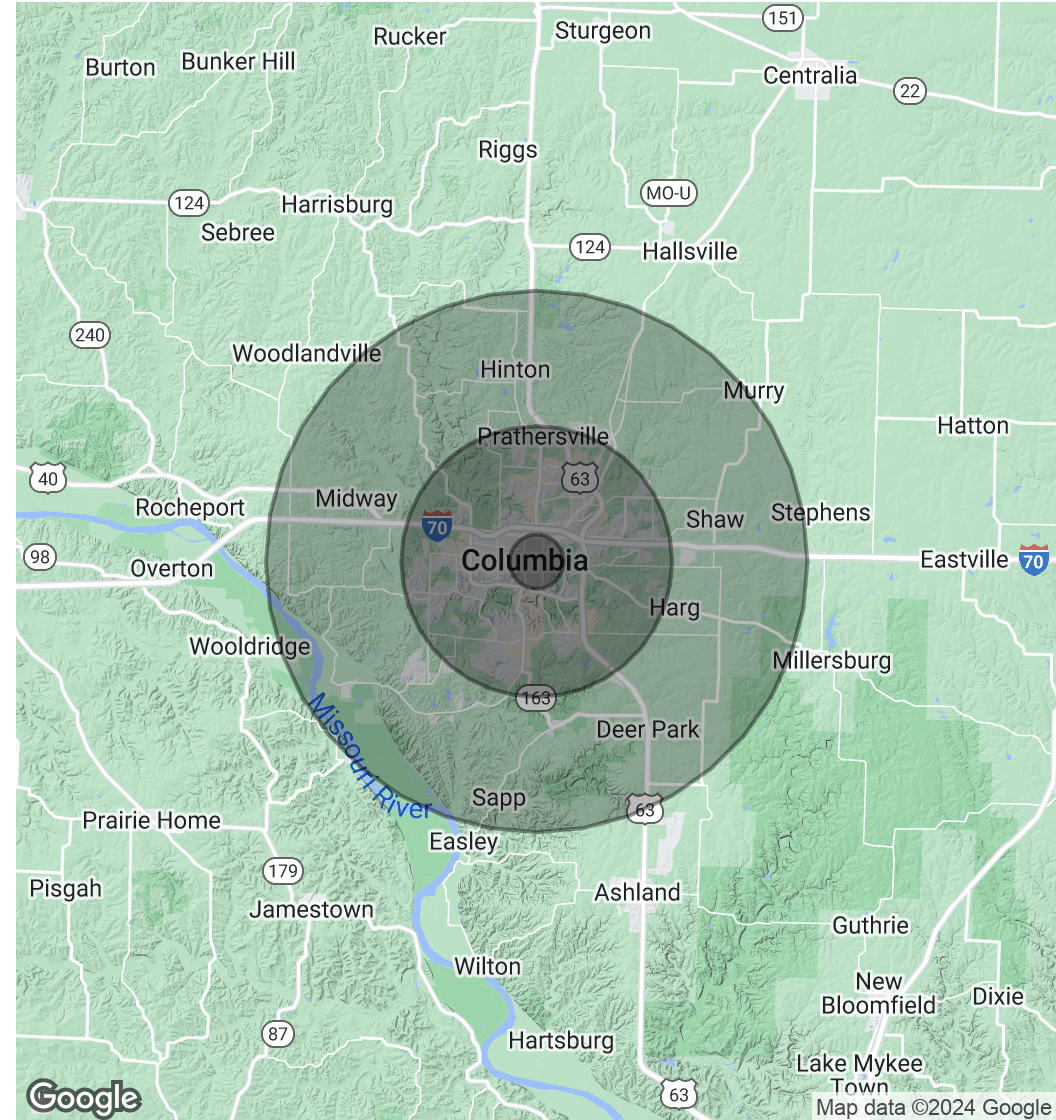 151
Rucker
Sturgeon
Burton
Bunker Hill
Centralia
22
Riggs
MO-U
124
Harrisburg
Sebree
124
Hallsville
240
Woodlandville
Hinton
Murry
Hatton
Prathersville
40
63
Rocheport
Midway
70
Shaw
Stephens
98
Overton
Columbia
Eastville
70
Harg
Wooldridge
Millersburg
163
Missouri River
Deer Park
Sapp
63
Prairie Home
Easley
179
Pisgah
Ashland
Jamestown
Guthrie
Wilton
New
Bloomfield
Dixie
87
Hartsburg
Lake Mykee
Town
63
Google
Map data ©2024 Google